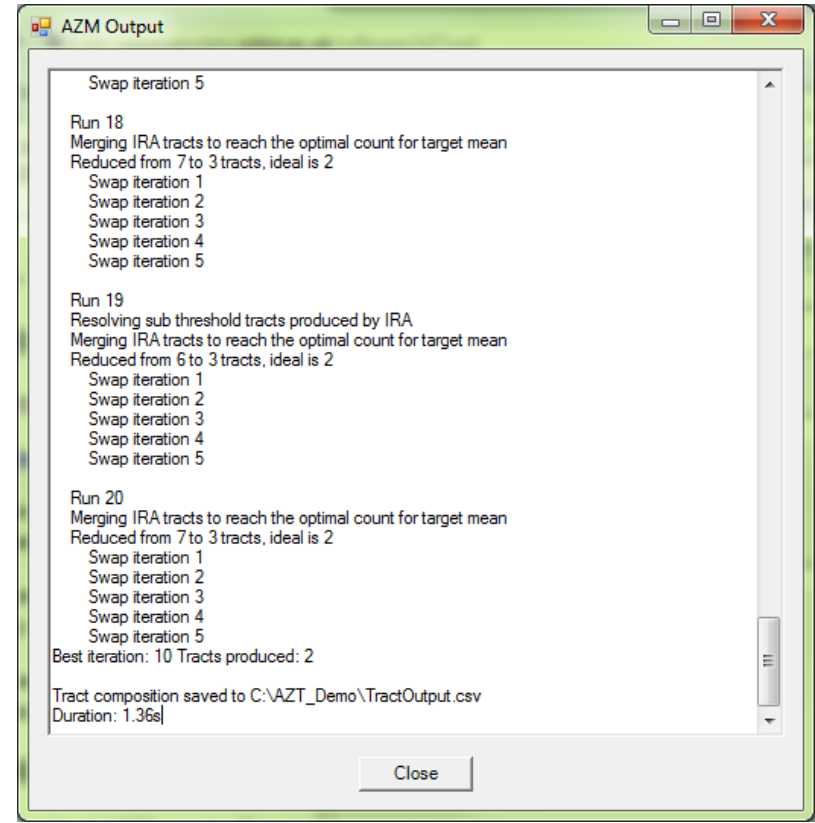 AZM Output
Swap iteration 5
Run 18
Merging IRA tracts to reach the optimal count for target mean
Reduced from 7 to 3 tracts, ideal is 2
Swap iteration 1
Swap iteration 2
Swap iteration 3
Swap iteration 4
Swap iteration 5
Run 19
Resolving sub threshold tracts produced by IRA
Merging IRA tracts to reach the optimal count for target mean
Reduced from 6 to 3 tracts, ideal is 2
Swap iteration 1
Swap iteration 2
Swap iteration 3
Swap iteration 4
Swap iteration 5
Run 20
Merging IRA tracts to reach the optimal count for target mean
Reduced from 7 to 3 tracts, ideal is 2
Swap iteration 1
Swap iteration 2
Swap iteration 3
Swap iteration 4
Swap iteration 5
Best iteration: 10 Tracts produced: 2
Tract composition saved to C:\AZT_Demo\TractOutput.csv
Duration: 1.36s
Close